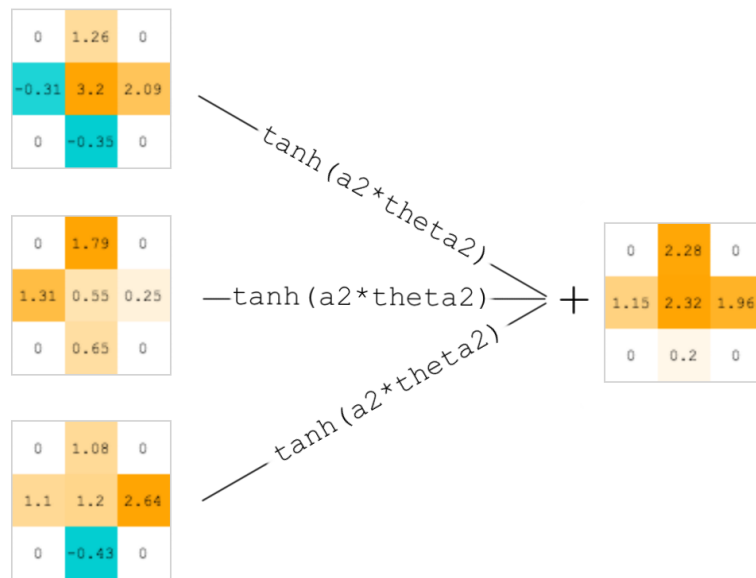 0 1.26 0
-0.31 3.2 2.09
0 -0.35 0
tanh(a2*theta2)
0 1.79 0
1.31 0.55 0.25
0 0.65 0
tanh(a2*theta2)
+
0 2.28 0
1.15 2.32 1.96
0 0.2 0
tanh(a2*theta2)
0 1.08 0
1.1 1.2 2.64
0 -0.43 0